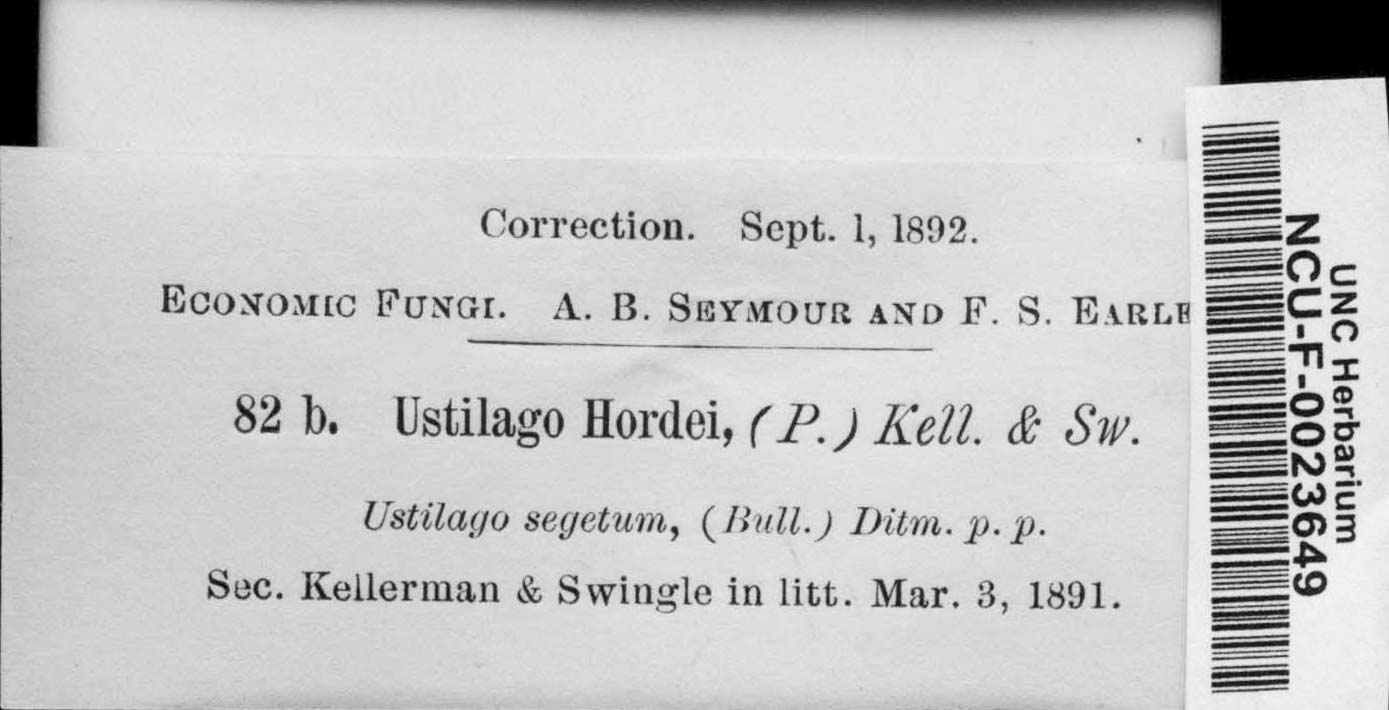 Correction. Sept. 1, 1892.
ECONOMIC FUNGI. A. B. SEYMOUR AND F. S. EARLE
82 b. Ustilago Hordei, (P.) Kell. & Sw.
Ustilago segetum, (Bull.) Ditm. p. p.
Sec. Kellerman & Swingle in litt. Mar. 3, 1891.
UNC Herbarium
NCU-F-0023649